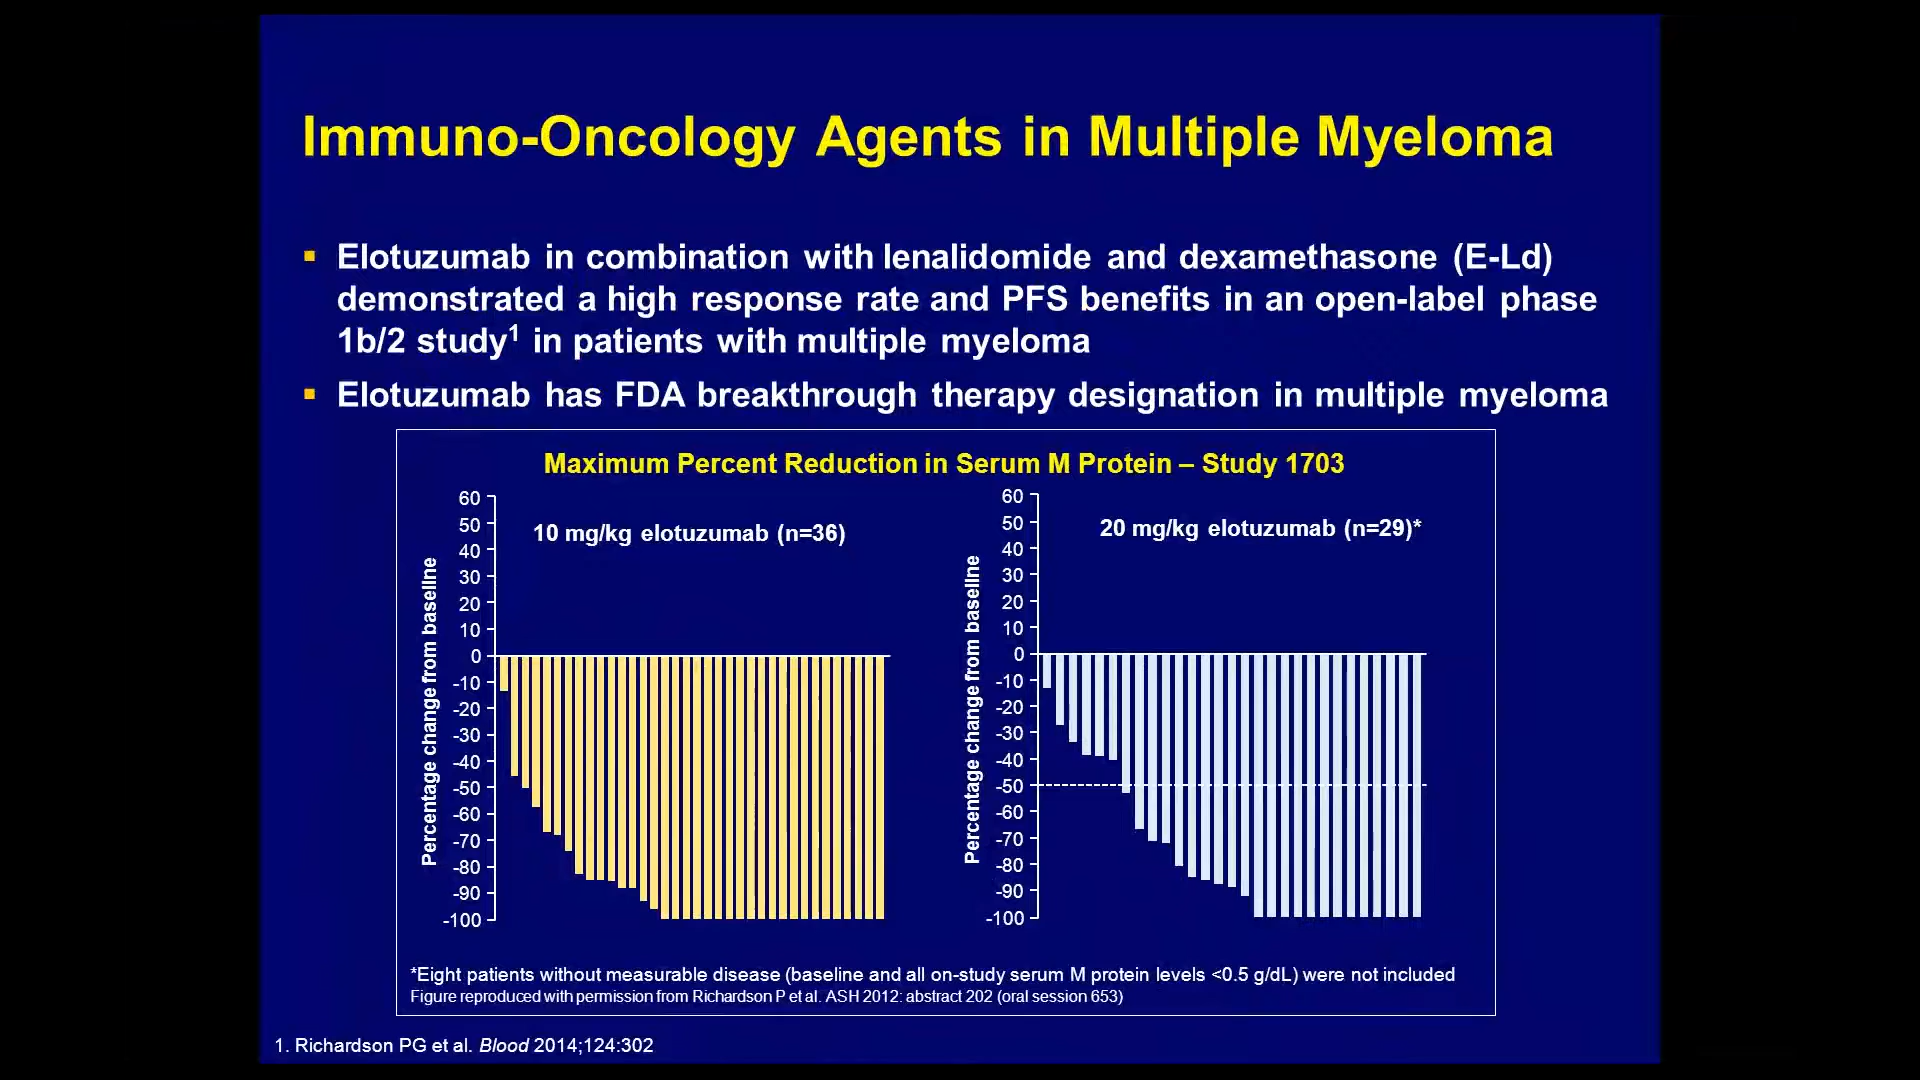 Immuno-Oncology Agents in Multiple Myeloma
▪ Elotuzumab in combination with lenalidomide and dexamethasone (E-Ld)
demonstrated a high response rate and PFS benefits in an open-label phase
1b/2 study¹ in patients with multiple myeloma
▪ Elotuzumab has FDA breakthrough therapy designation in multiple myeloma
Maximum Percent Reduction in Serum M Protein – Study 1703
10 mg/kg elotuzumab (n=36)
Percentage change from baseline
60
50
40
30
20
10
0
-10
-20
-30
-40
-50
-60
-70
-80
-90
-100
20 mg/kg elotuzumab (n=29)*
Percentage change from baseline
60
50
40
30
20
10
0
-10
-20
-30
-40
-50
-60
-70
-80
-90
-100
*Eight patients without measurable disease (baseline and all on-study serum M protein levels <0.5 g/dL) were not included
Figure reproduced with permission from Richardson P et al. ASH 2012: abstract 202 (oral session 653)
1. Richardson PG et al. Blood 2014;124:302